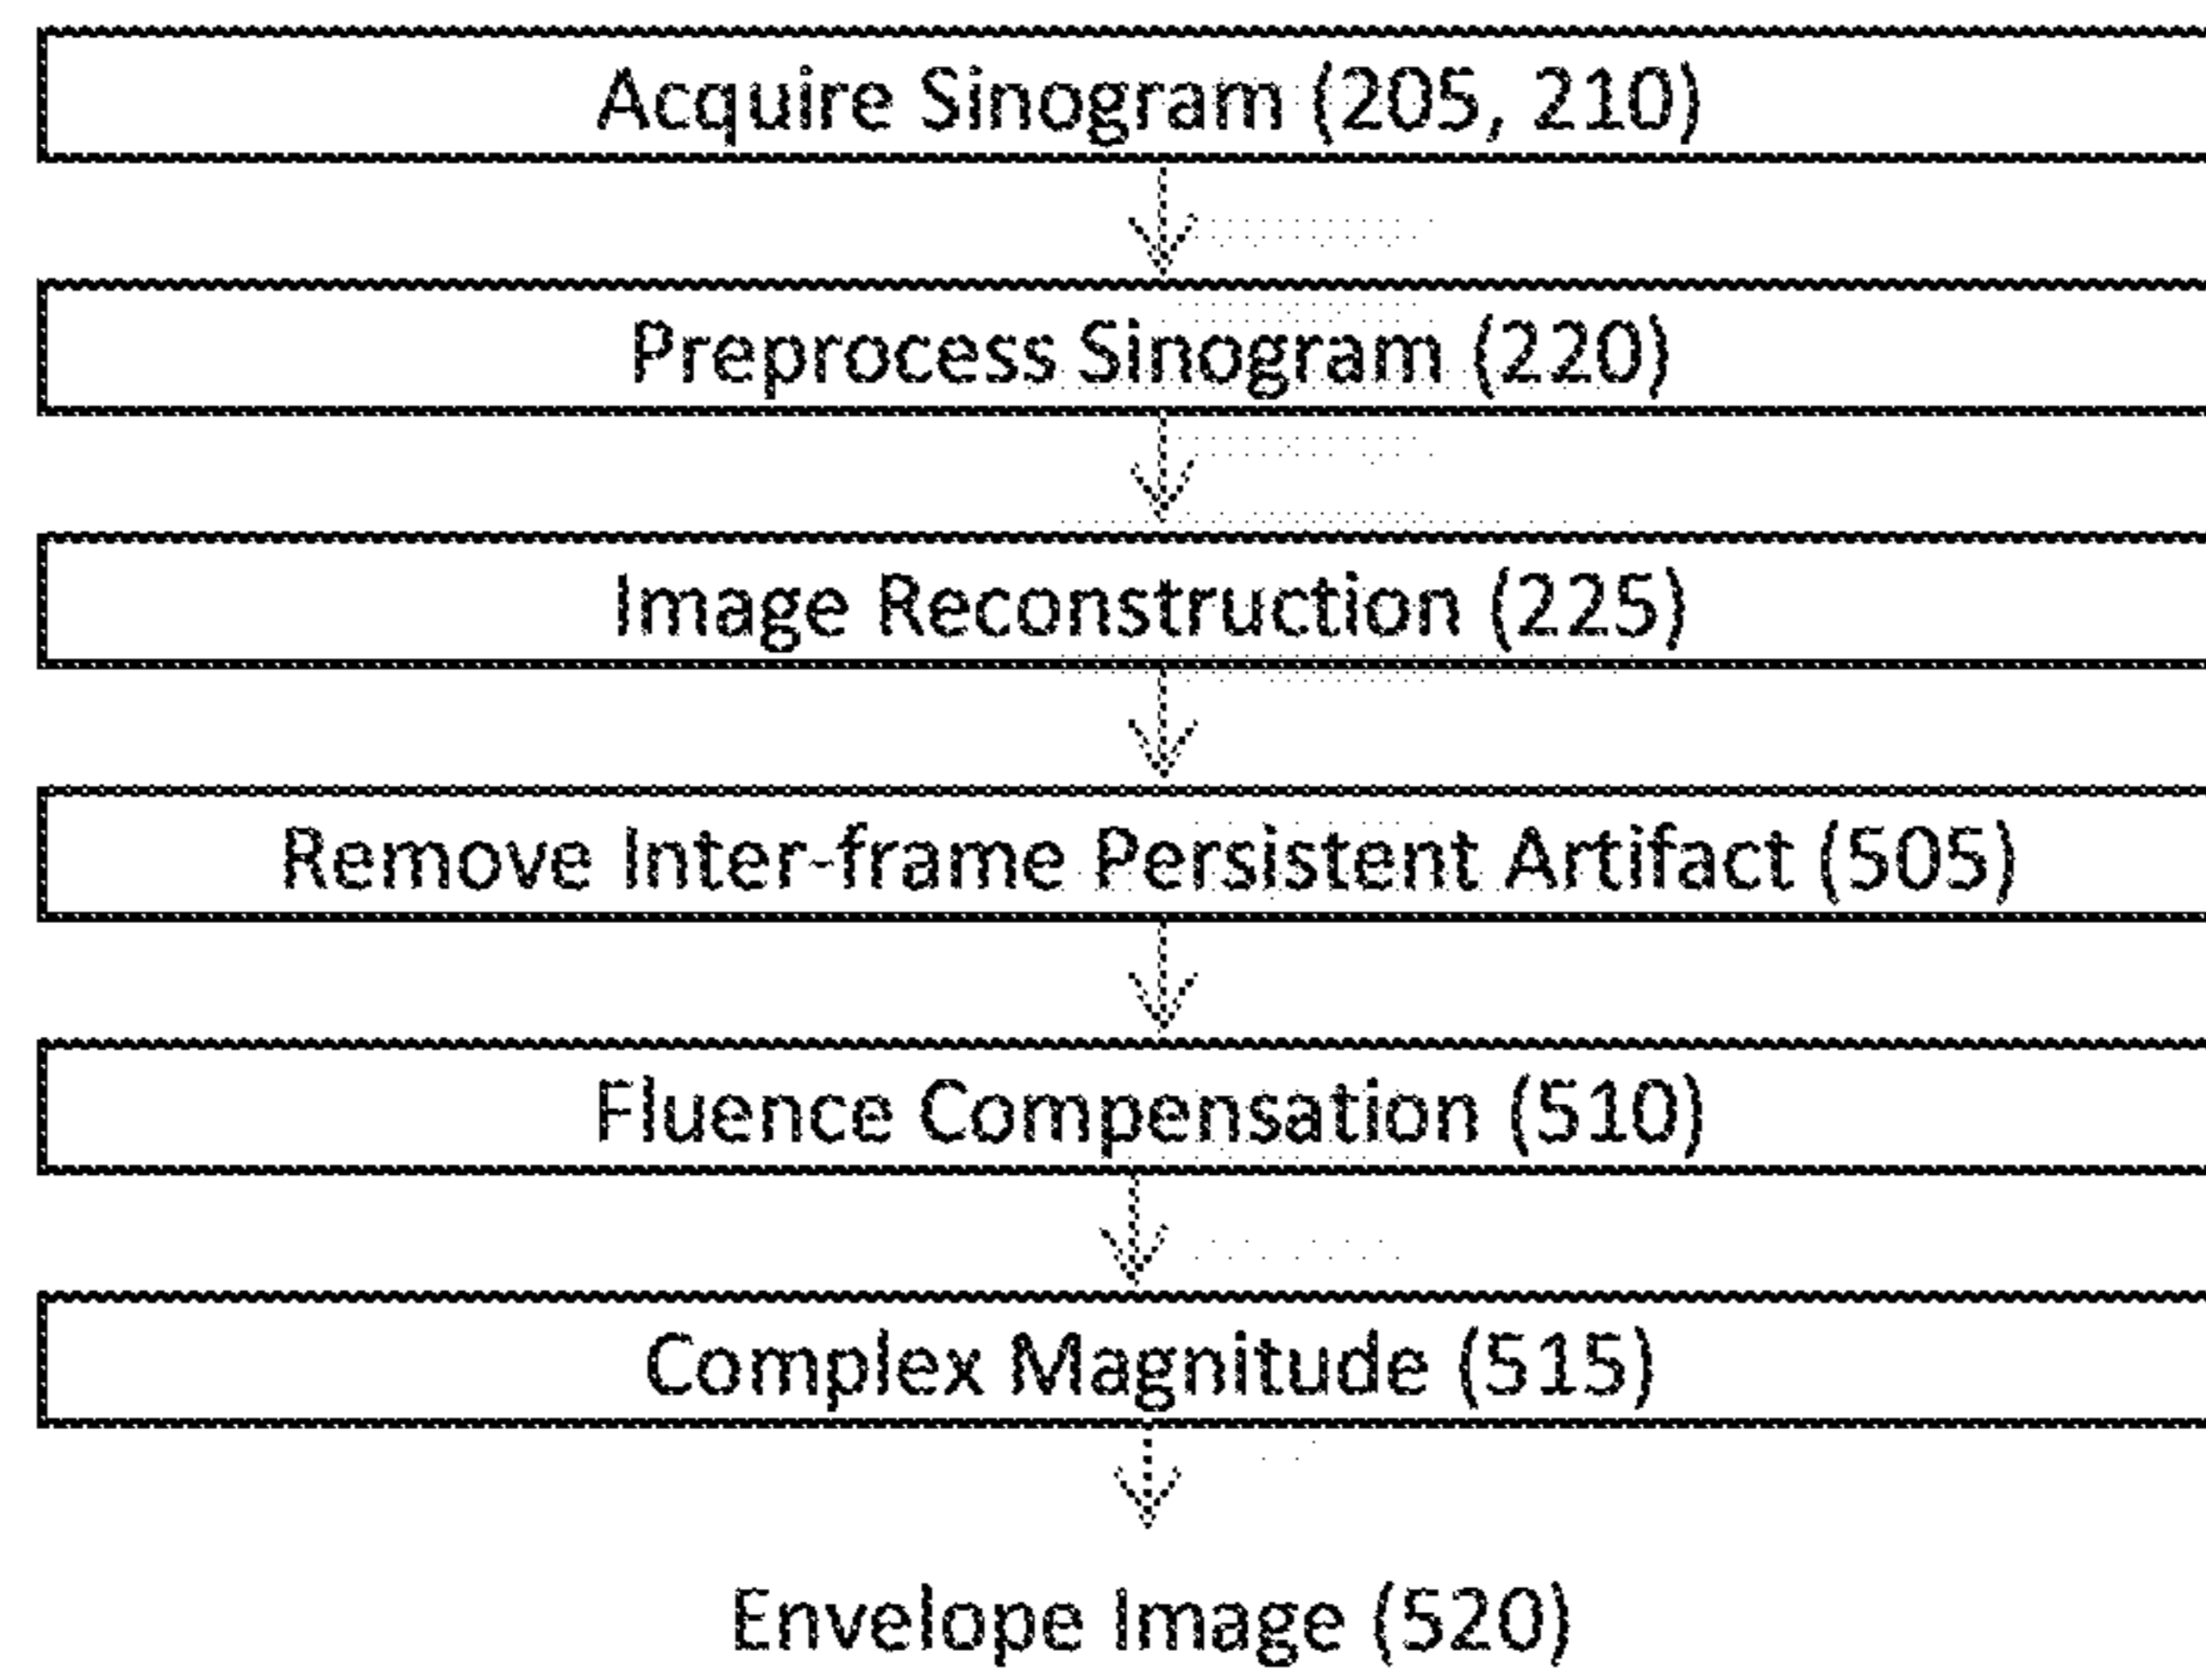 Acquire Sinogram (205, 210)
Preprocess Sinogram (220)
Image Reconstruction (225)
Remove Inter-frame Persistent Artifact (505)
Fluence Compensation (510)
Complex Magnitude (515)
Envelope Image (520)